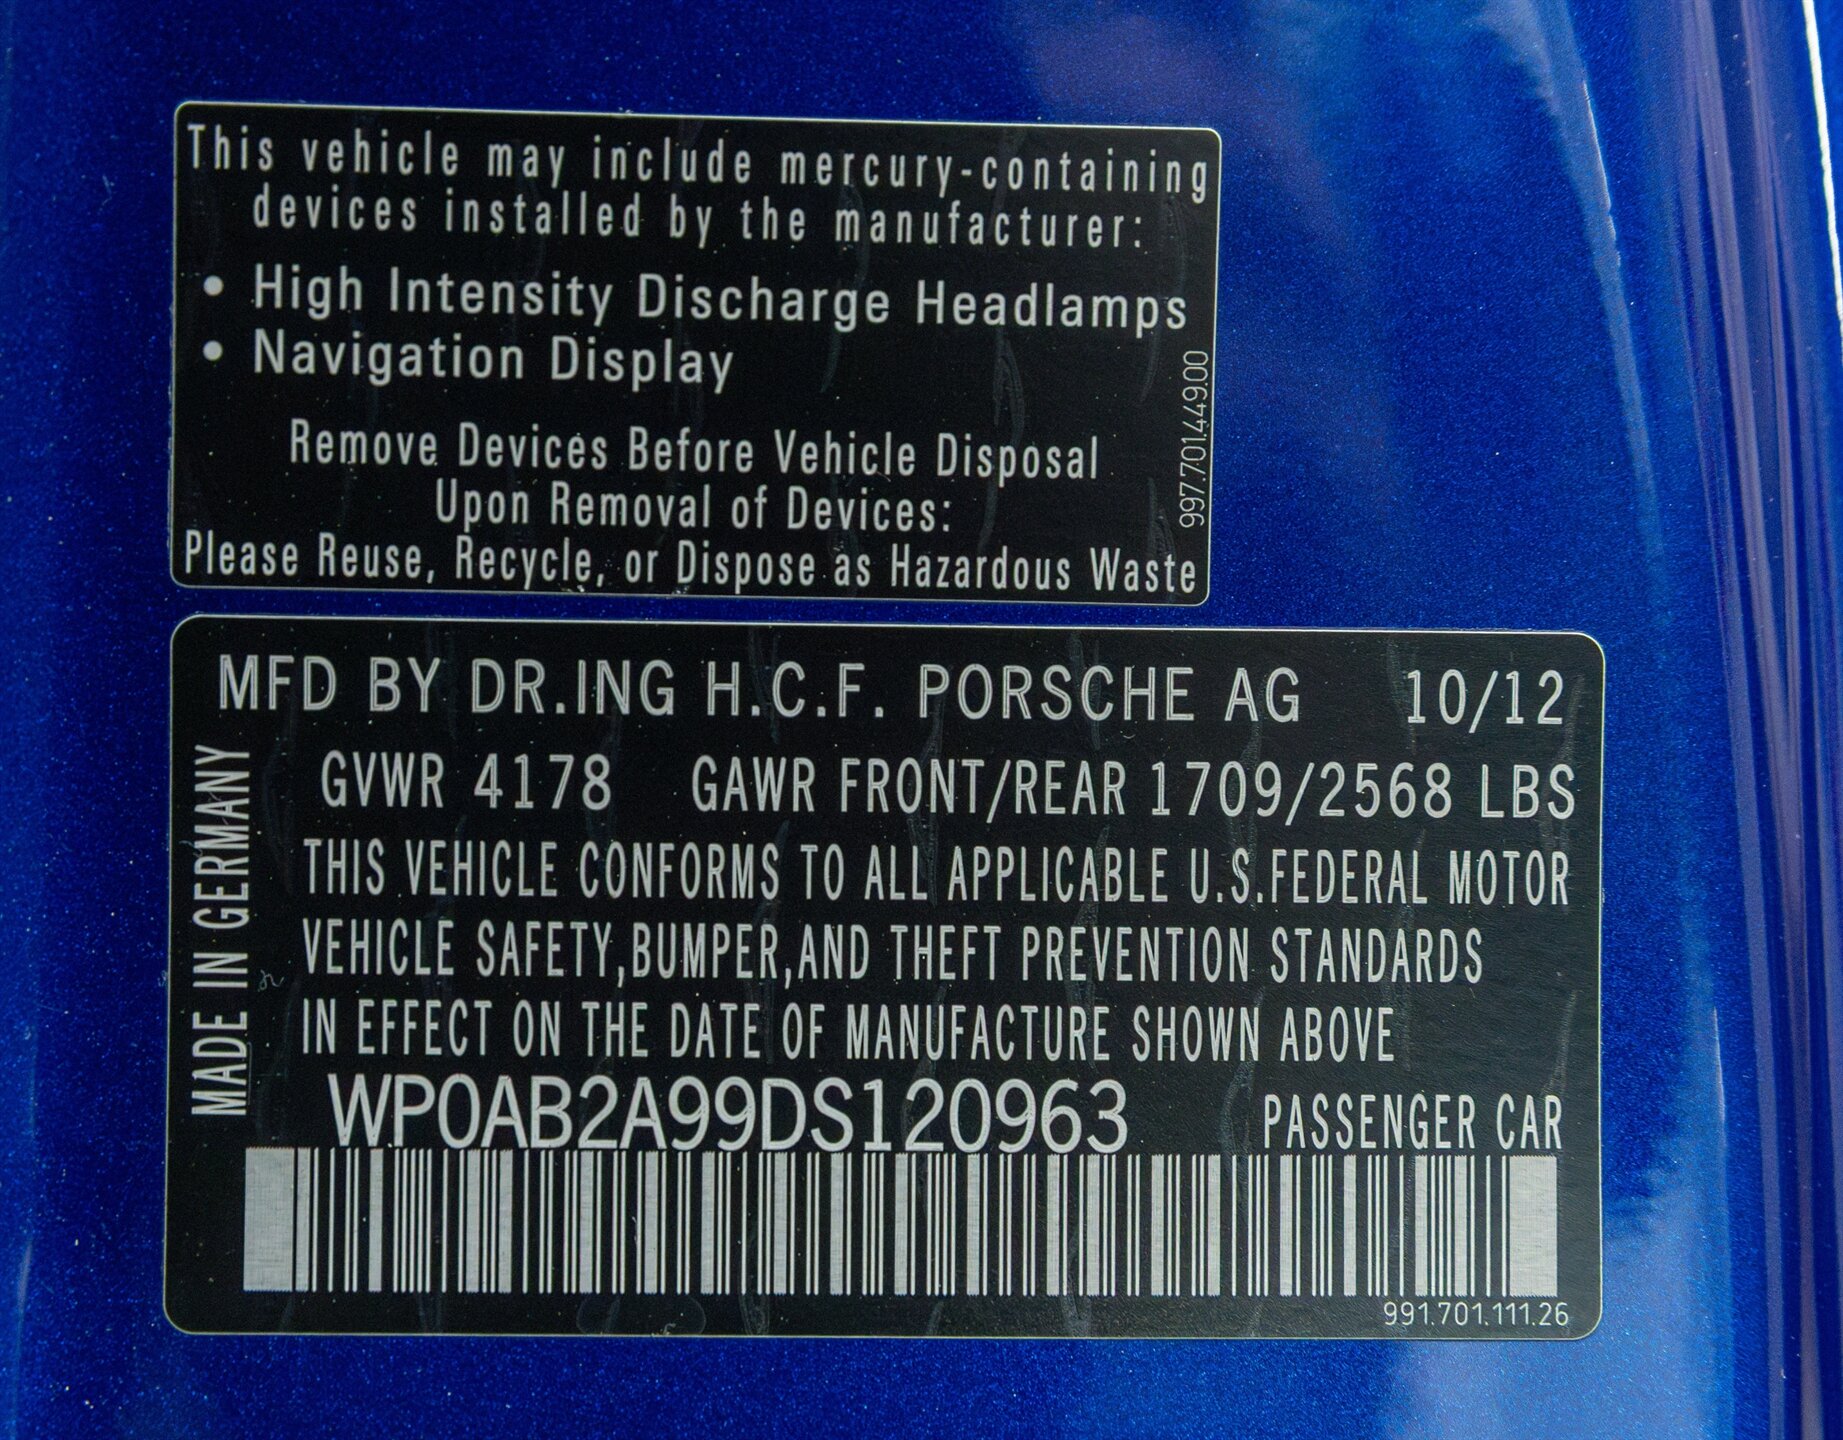 This vehicle may include mercury-containing
devices installed by the manufacturer:
• High Intensity Discharge Headlamps
• Navigation Display
Remove Devices Before Vehicle Disposal
Upon Removal of Devices:
Please Reuse, Recycle, or Dispose as Hazardous Waste
997.701.449.00
MFD BY DR.ING H.C.F. PORSCHE AG 10/12
GVWR 4178 GAWR FRONT/REAR 1709/2568 LBS
THIS VEHICLE CONFORMS TO ALL APPLICABLE U.S.FEDERAL MOTOR
VEHICLE SAFETY,BUMPER,AND THEFT PREVENTION STANDARDS
IN EFFECT ON THE DATE OF MANUFACTURE SHOWN ABOVE
MADE IN GERMANY
WP0AB2A99DS120963 PASSENGER CAR
991.701.111.26